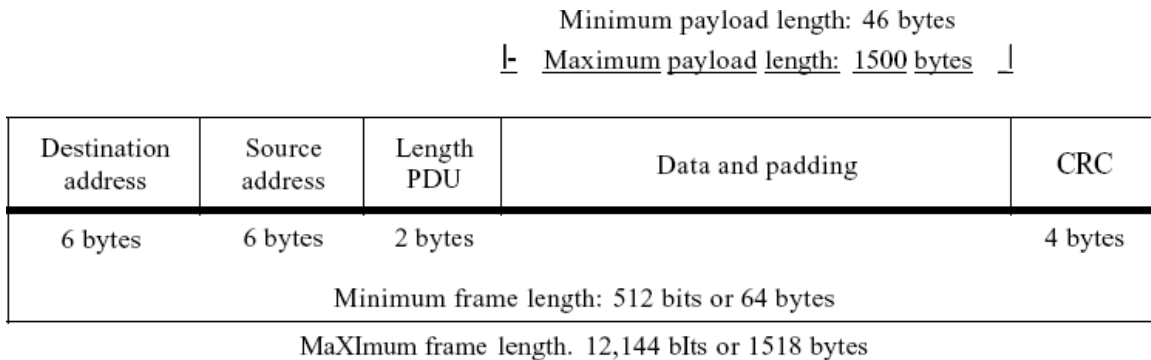 Minimum payload length: 46 bytes
|- Maximum payload length: 1500 bytes _|
Destination address
Source address
Length PDU
Data and padding
CRC
6 bytes
6 bytes
2 bytes
4 bytes
Minimum frame length: 512 bits or 64 bytes
MaXImum frame length. 12,144 bIts or 1518 bytes